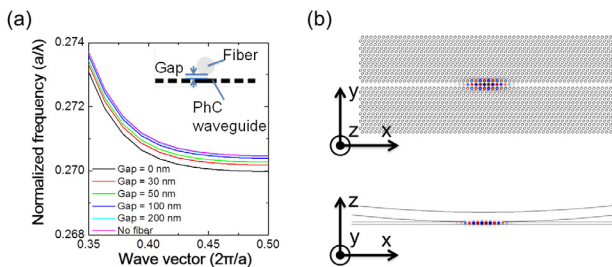 (a)
0.274
0.272
0.270
0.268
Normalized frequency (a/λ)
Fiber
Gap
PhC
waveguide
Gap = 0 nm
Gap = 30 nm
Gap = 50 nm
Gap = 100 nm
Gap = 200 nm
No fiber
0.35 0.40 0.45 0.50
Wave vector (2π/a)
(b)
y
z x
z
y x